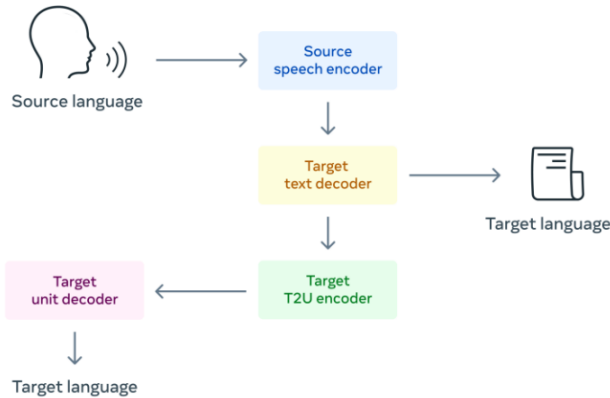 Source language
Source
speech encoder
Target
text decoder
Target language
Target
T2U encoder
Target
unit decoder
Target language